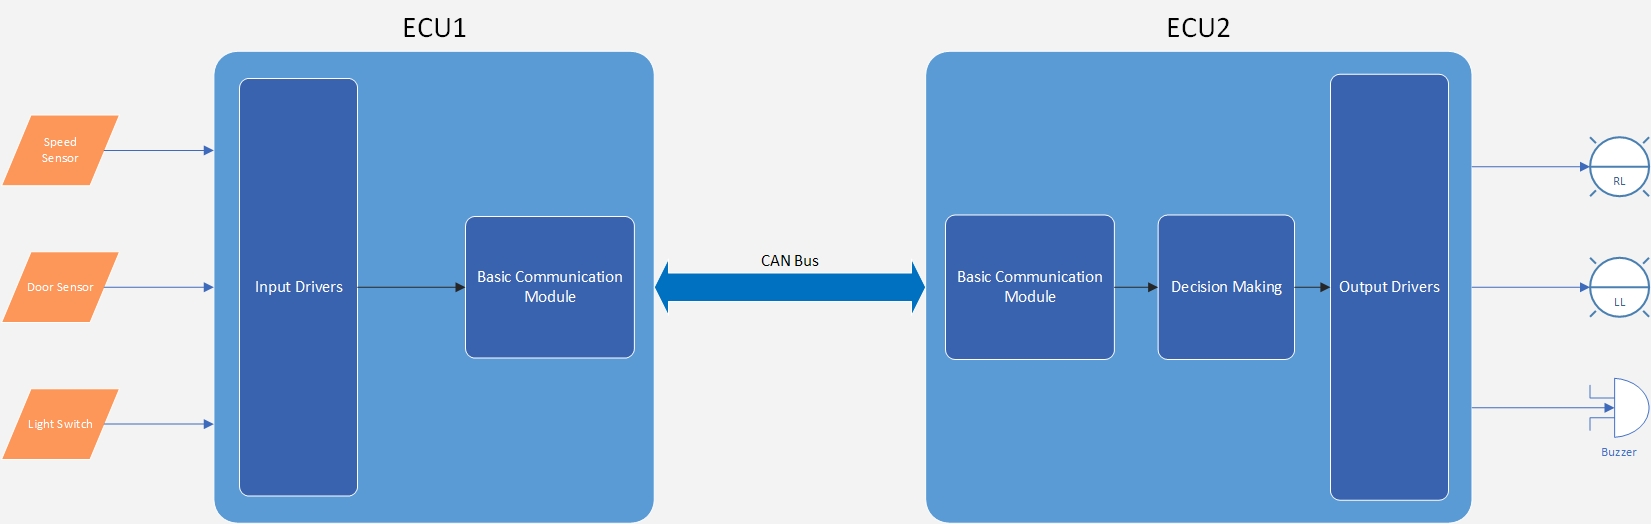 ECU1
ECU2
Speed
Sensor
Door Sensor
Light Switch
Input Drivers
Basic Communication
Module
CAN Bus
Basic Communication
Module
Decision Making
Output Drivers
RL
LL
Buzzer